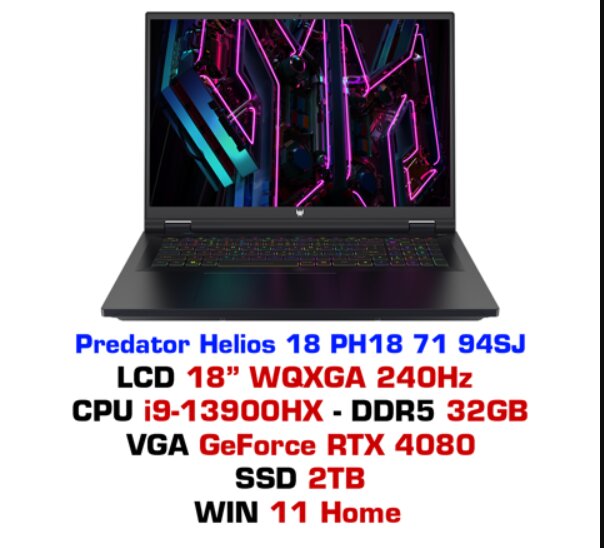 Predator Helios 18 PH18 71 94SJ
LCD 18” WQXGA 240Hz
CPU i9-13900HX - DDR5 32GB
VGA GeForce RTX 4080
SSD 2TB
WIN 11 Home